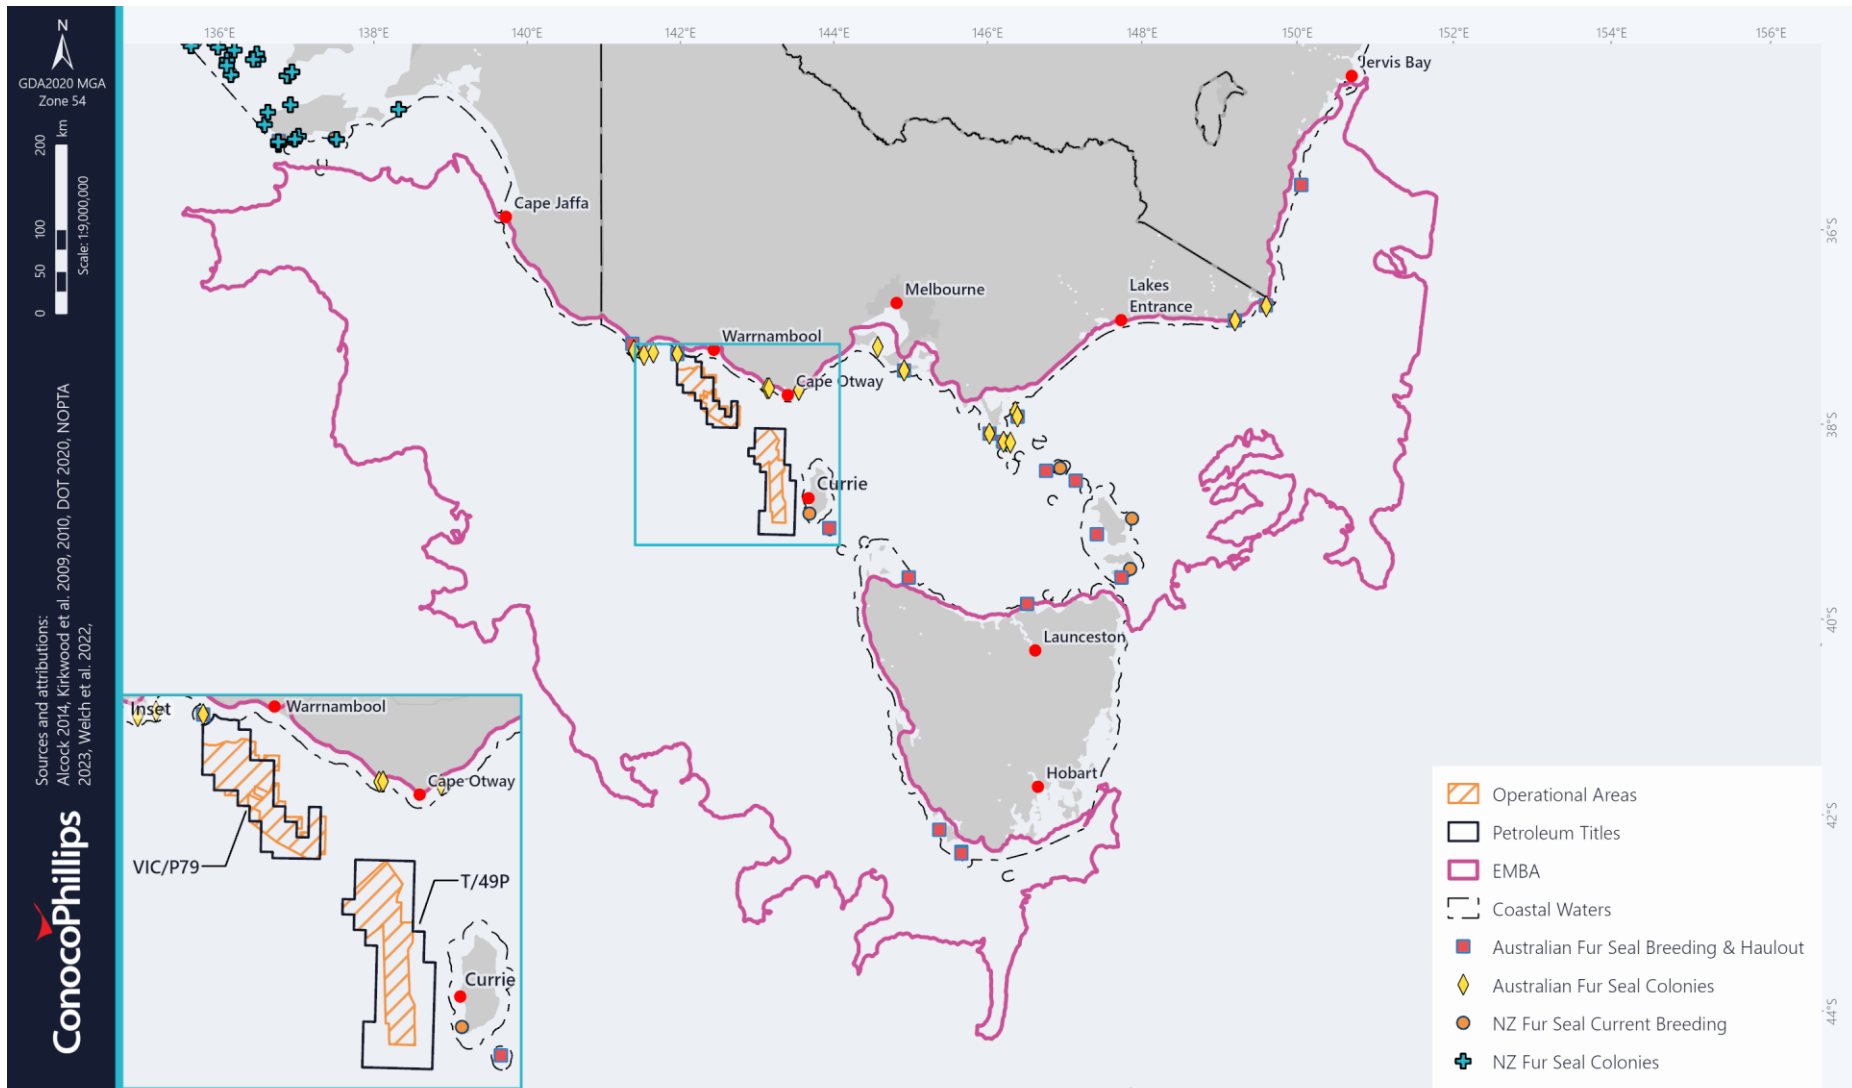 N
GDA2020 MGA
Zone 54
0 50 100 200 km
Scale: 1:9,000,000
Sources and attributions:
Alcock 2014, Kirkwood et al. 2009, 2010, DOT 2020, NOPTA
2023, Welch et al. 2022,
ConocoPhillips
136°E 138°E 140°E 142°E 144°E 146°E 148°E 150°E 152°E 154°E 156°E
36°S
38°S
40°S
42°S
44°S
Jervis Bay
Cape Jaffa
Melbourne
Lakes
Entrance
Warrnambool
Cape Otway
Currie
Launceston
Hobart
Inset
Warrnambool
Cape Otway
VIC/P79
T/49P
Currie
Operational Areas
Petroleum Titles
EMBA
Coastal Waters
Australian Fur Seal Breeding & Haulout
Australian Fur Seal Colonies
NZ Fur Seal Current Breeding
NZ Fur Seal Colonies